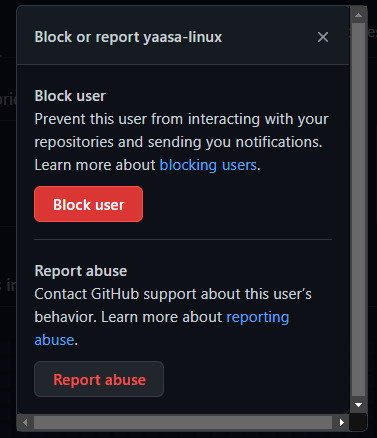 Block or report yaasa-linux
Block user
Prevent this user from interacting with your
repositories and sending you notifications.
Learn more about blocking users.
Block user
Report abuse
Contact GitHub support about this user's
behavior. Learn more about reporting
abuse.
Report abuse